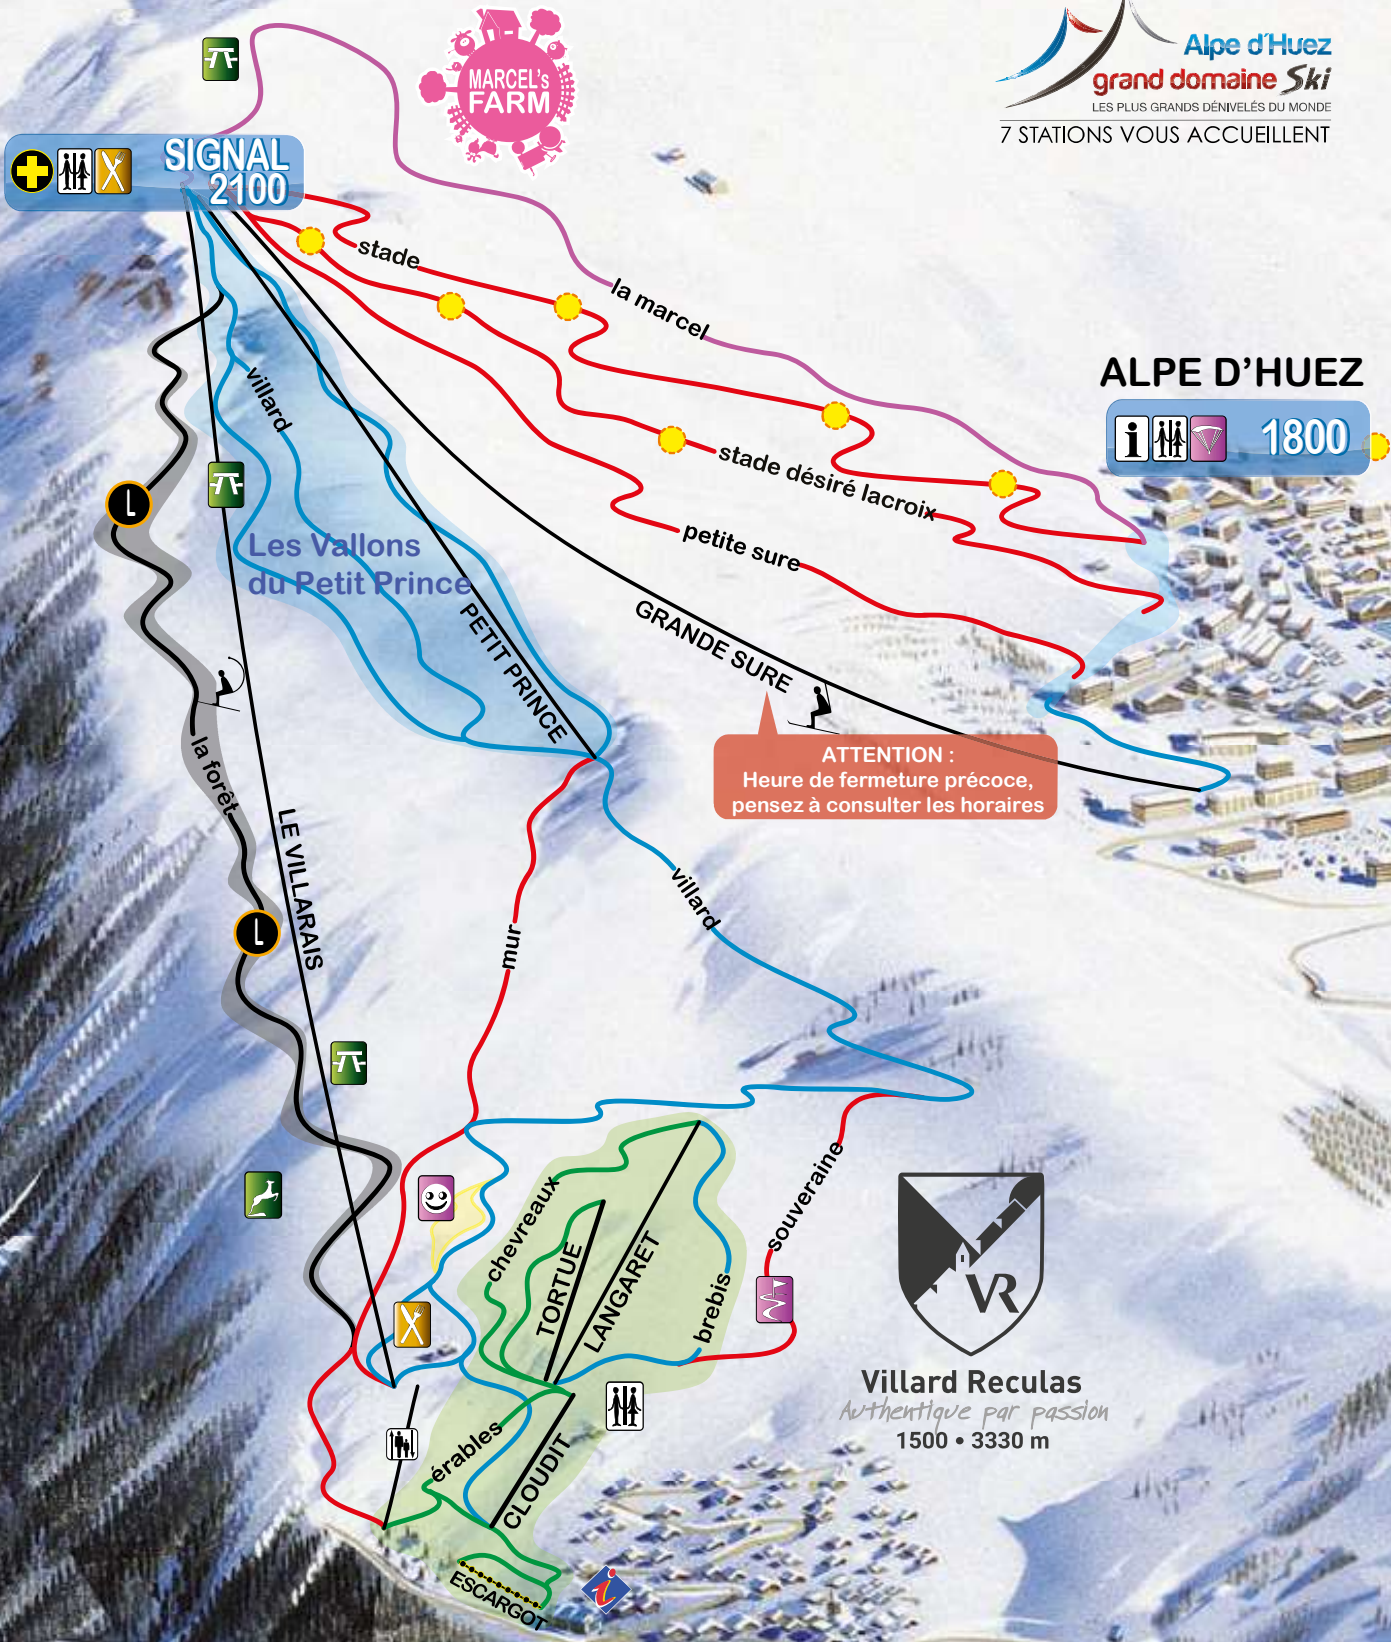 MARCEL's
FARM
Alpe d'Huez
grand domaine Ski
LES PLUS GRANDS DÉNIVELÉS DU MONDE
7 STATIONS VOUS ACCUEILLENT
SIGNAL
2100
stade
la marcel
ALPE D'HUEZ
i
1800
villard
stade désiré lacroix
L
petite sure
Les Vallons
du Petit Prince
PETIT PRINCE
GRANDE SURE
ATTENTION :
Heure de fermeture précoce,
pensez à consulter les horaires
la forêt
LE VILLARAIS
villard
L
mur
souveraine
chevreaux
TORTUE
LANGARET
brebis
VR
Villard Reculas
Authentique par passion
1500 • 3330 m
érables
CLOUDIT
ESCARGOT
i